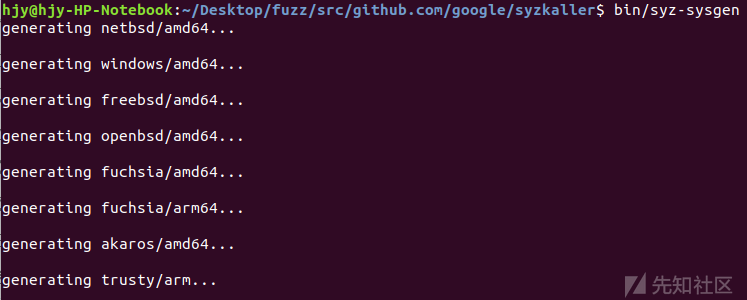 hjy@hjy-HP-Notebook:~/Desktop/fuzz/src/github.com/google/syzkaller$ bin/syz-sysgen
generating netbsd/amd64...
generating windows/amd64...
generating freebsd/amd64...
generating openbsd/amd64...
generating fuchsia/amd64...
generating fuchsia/arm64...
generating akaros/amd64...
generating trusty/arm...
先知社区